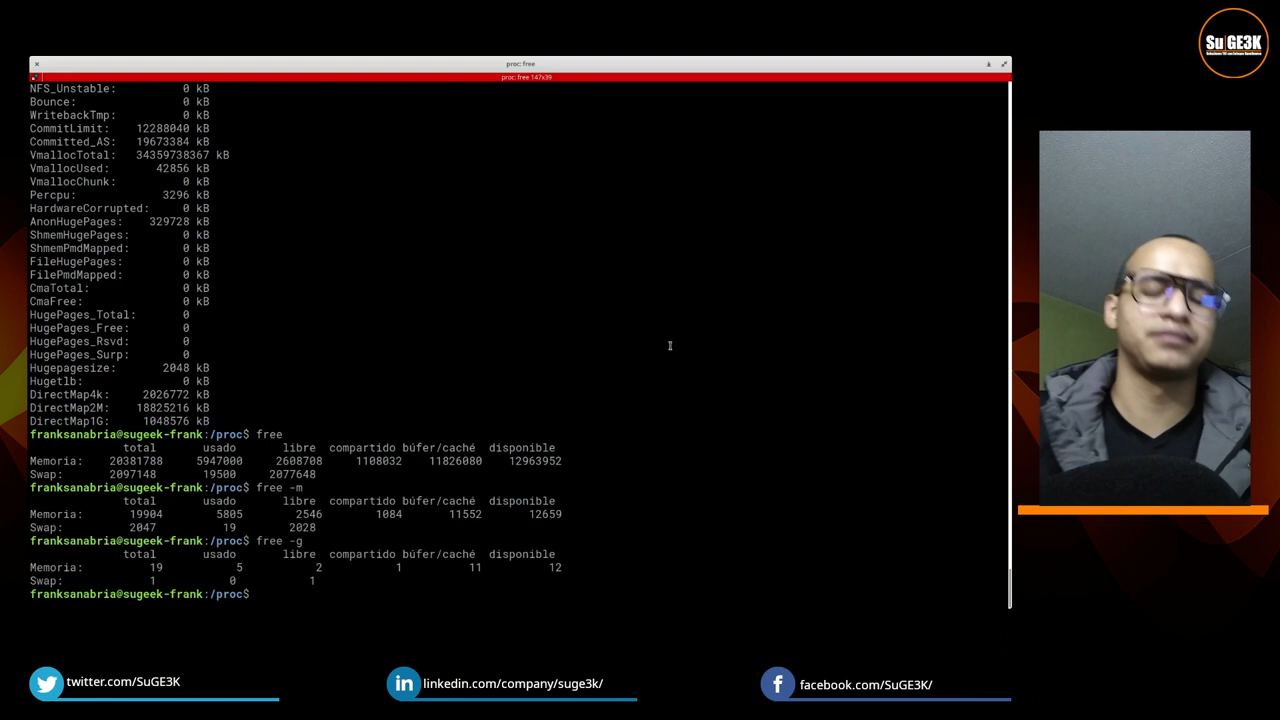 Su GE3K
proc: free
proc: free 147x39
NFS_Unstable: 0 kB
Bounce: 0 kB
WritebackTmp: 0 kB
CommitLimit: 12288040 kB
Committed_AS: 19673384 kB
VmallocTotal: 34359738367 kB
VmallocUsed: 42856 kB
VmallocChunk: 0 kB
Percpu: 3296 kB
HardwareCorrupted: 0 kB
AnonHugePages: 329728 kB
ShmemHugePages: 0 kB
ShmemPmdMapped: 0 kB
FileHugePages: 0 kB
FilePmdMapped: 0 kB
CmaTotal: 0 kB
CmaFree: 0 kB
HugePages_Total: 0
HugePages_Free: 0
HugePages_Rsvd: 0
HugePages_Surp: 0
Hugepagesize: 2048 kB
Hugetlb: 0 kB
DirectMap4k: 2026772 kB
DirectMap2M: 18825216 kB
DirectMap1G: 1048576 kB
franksanabria@sugeek-frank:/proc$ free
total usado libre compartido búfer/caché disponible
Memoria: 20381788 5947000 2608708 1108032 11826080 12963952
Swap: 2097148 19500 2077648
franksanabria@sugeek-frank:/proc$ free -m
total usado libre compartido búfer/caché disponible
Memoria: 19904 5805 2546 1084 11552 12659
Swap: 2047 19 2028
franksanabria@sugeek-frank:/proc$ free -g
total usado libre compartido búfer/caché disponible
Memoria: 19 5 2 1 11 12
Swap: 1 0 1
franksanabria@sugeek-frank:/proc$
twitter.com/SuGE3K
linkedin.com/company/suge3k/
facebook.com/SuGE3K/